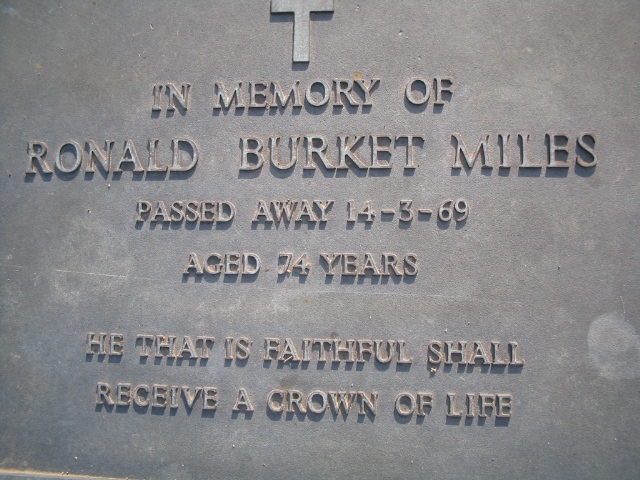 IN MEMORY OF
RONALD BURKET MILES
PASSED AWAY 14-3-69
AGED 74 YEARS
HE THAT IS FAITHFUL SHALL
RECEIVE A CROWN OF LIFE